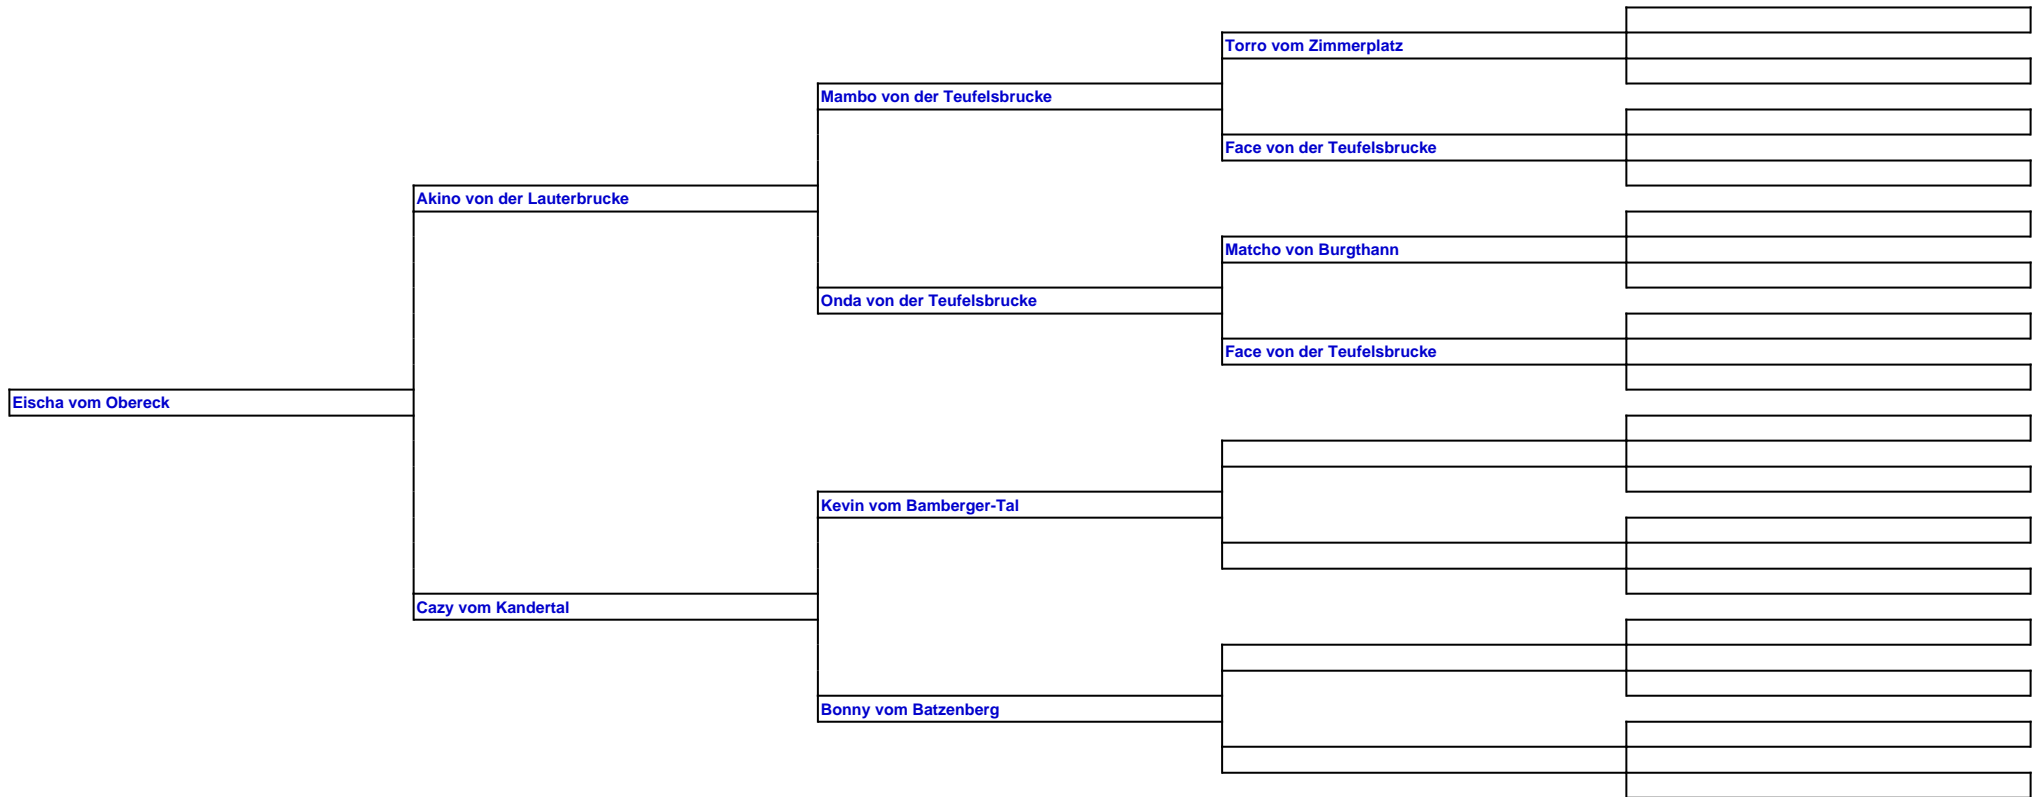 Torro vom Zimmerplatz
Mambo von der Teufelsbrucke
Face von der Teufelsbrucke
Akino von der Lauterbrucke
Matcho von Burgthann
Onda von der Teufelsbrucke
Face von der Teufelsbrucke
Eischa vom Obereck
Kevin vom Bamberger-Tal
Cazy vom Kandertal
Bonny vom Batzenberg